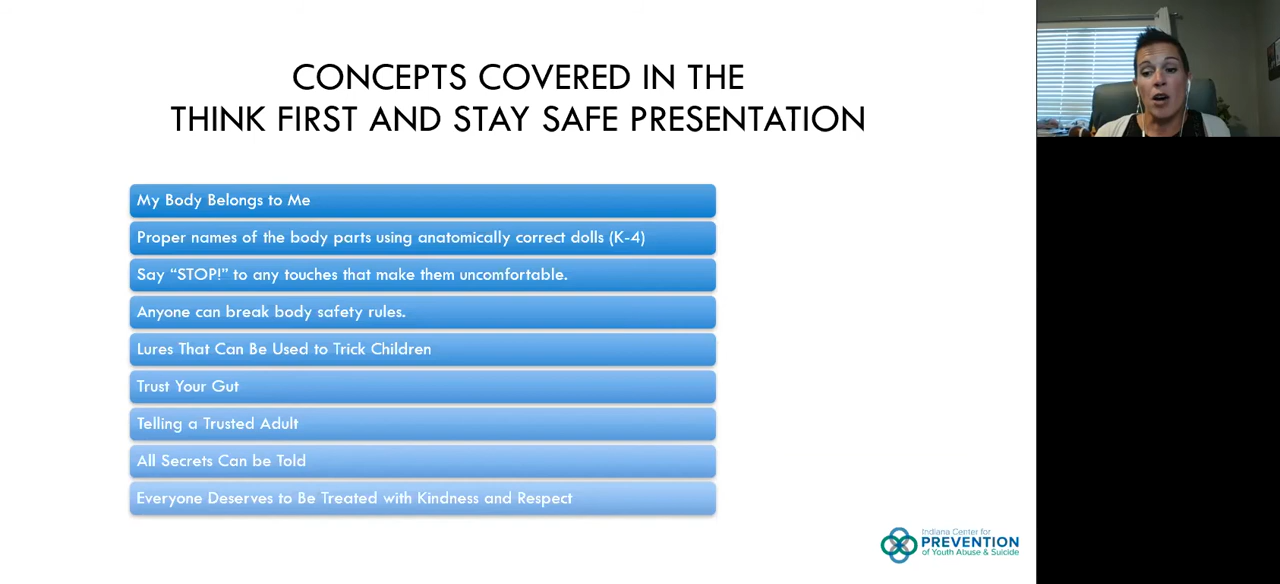 CONCEPTS COVERED IN THE
THINK FIRST AND STAY SAFE PRESENTATION
My Body Belongs to Me
Proper names of the body parts using anatomically correct dolls (K-4)
Say “STOP!” to any touches that make them uncomfortable.
Anyone can break body safety rules.
Lures That Can Be Used to Trick Children
Trust Your Gut
Telling a Trusted Adult
All Secrets Can be Told
Everyone Deserves to Be Treated with Kindness and Respect
Indiana Center for
PREVENTION
of Youth Abuse & Suicide